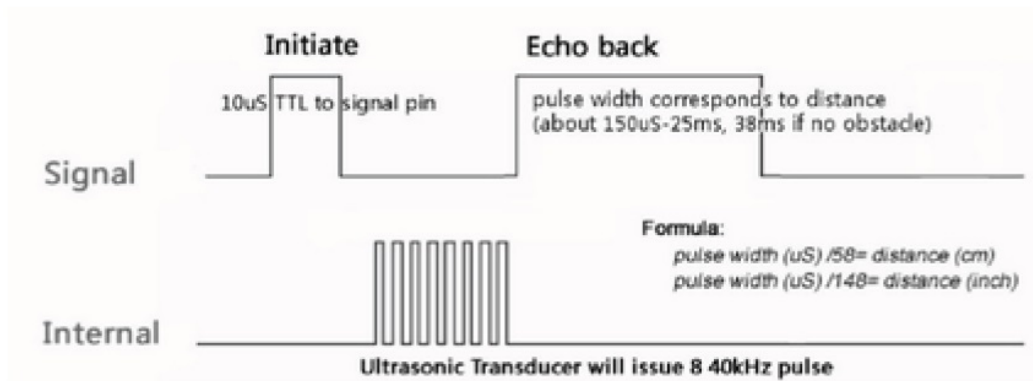 Initiate
Echo back
10uS TTL to signal pin
pulse width corresponds to distance
(about 150uS-25ms, 38ms if no obstacle)
Signal
Formula:
pulse width (uS) /58= distance (cm)
pulse width (uS) /148= distance (inch)
Internal
Ultrasonic Transducer will issue 8 40kHz pulse